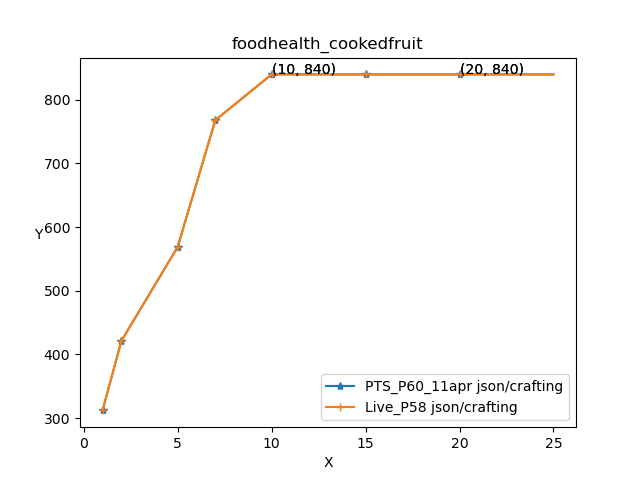 foodhealth_cookedfruit
(10, 840)
(20, 840)
800
700
600
500
400
300
Y
0
5
10
15
20
25
X
PTS_P60_11apr json/crafting
Live_P58 json/crafting